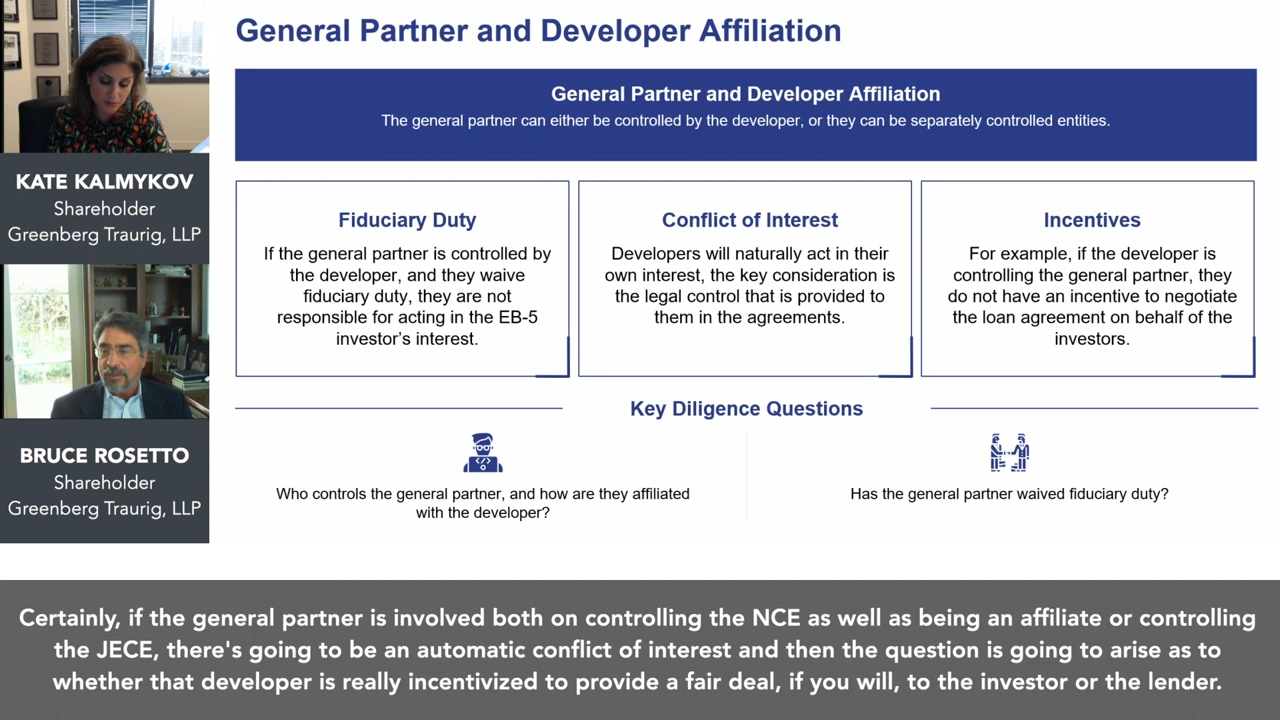 General Partner and Developer Affiliation
General Partner and Developer Affiliation
The general partner can either be controlled by the developer, or they can be separately controlled entities.
KATE KALMYKOV
Shareholder
Greenberg Traurig, LLP
BRUCE ROSETTO
Shareholder
Greenberg Traurig, LLP
Fiduciary Duty
If the general partner is controlled by
the developer, and they waive
fiduciary duty, they are not
responsible for acting in the EB-5
investor's interest.
Conflict of Interest
Developers will naturally act in their
own interest, the key consideration is
the legal control that is provided to
them in the agreements.
Incentives
For example, if the developer is
controlling the general partner, they
do not have an incentive to negotiate
the loan agreement on behalf of the
investors.
Key Diligence Questions
Who controls the general partner, and how are they affiliated
with the developer?
Has the general partner waived fiduciary duty?
Certainly, if the general partner is involved both on controlling the NCE as well as being an affiliate or controlling
the JECE, there's going to be an automatic conflict of interest and then the question is going to arise as to
whether that developer is really incentivized to provide a fair deal, if you will, to the investor or the lender.